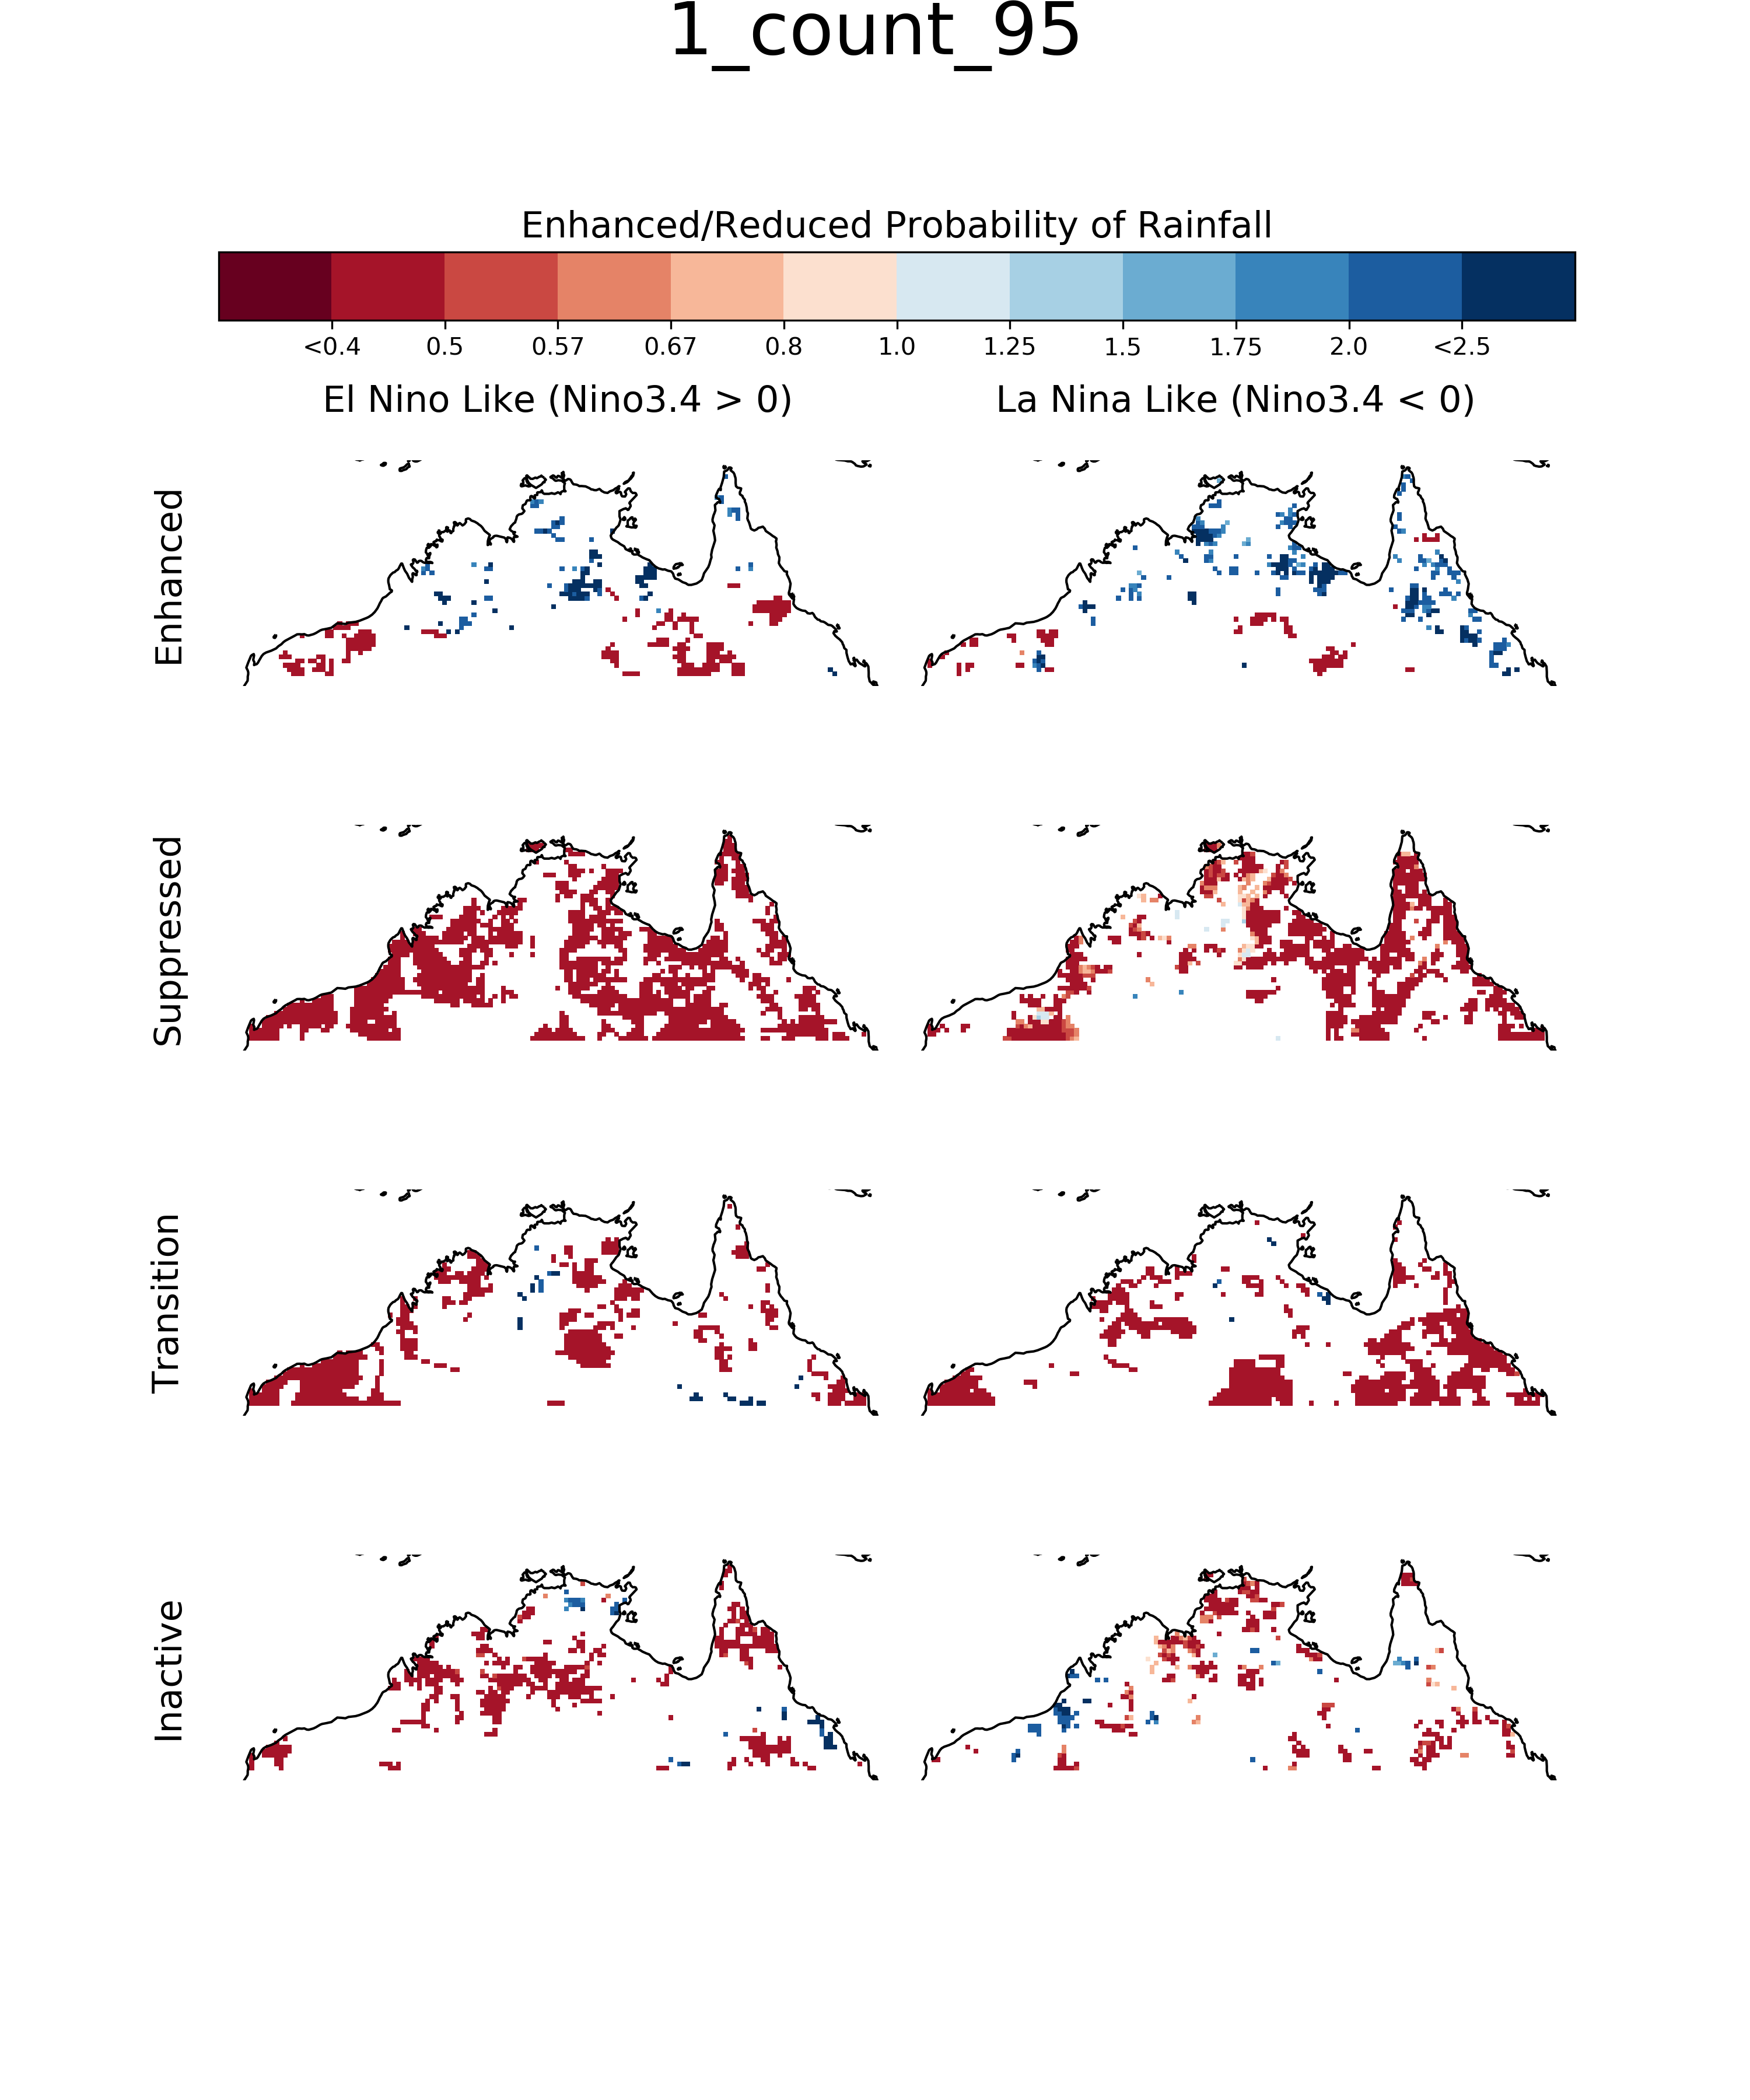 1_count_95
Enhanced/Reduced Probability of Rainfall
<0.4 0.5 0.57 0.67 0.8 1.0 1.25 1.5 1.75 2.0 <2.5
El Nino Like (Nino3.4 > 0) La Nina Like (Nino3.4 < 0)
Enhanced
Suppressed
Transition
Inactive